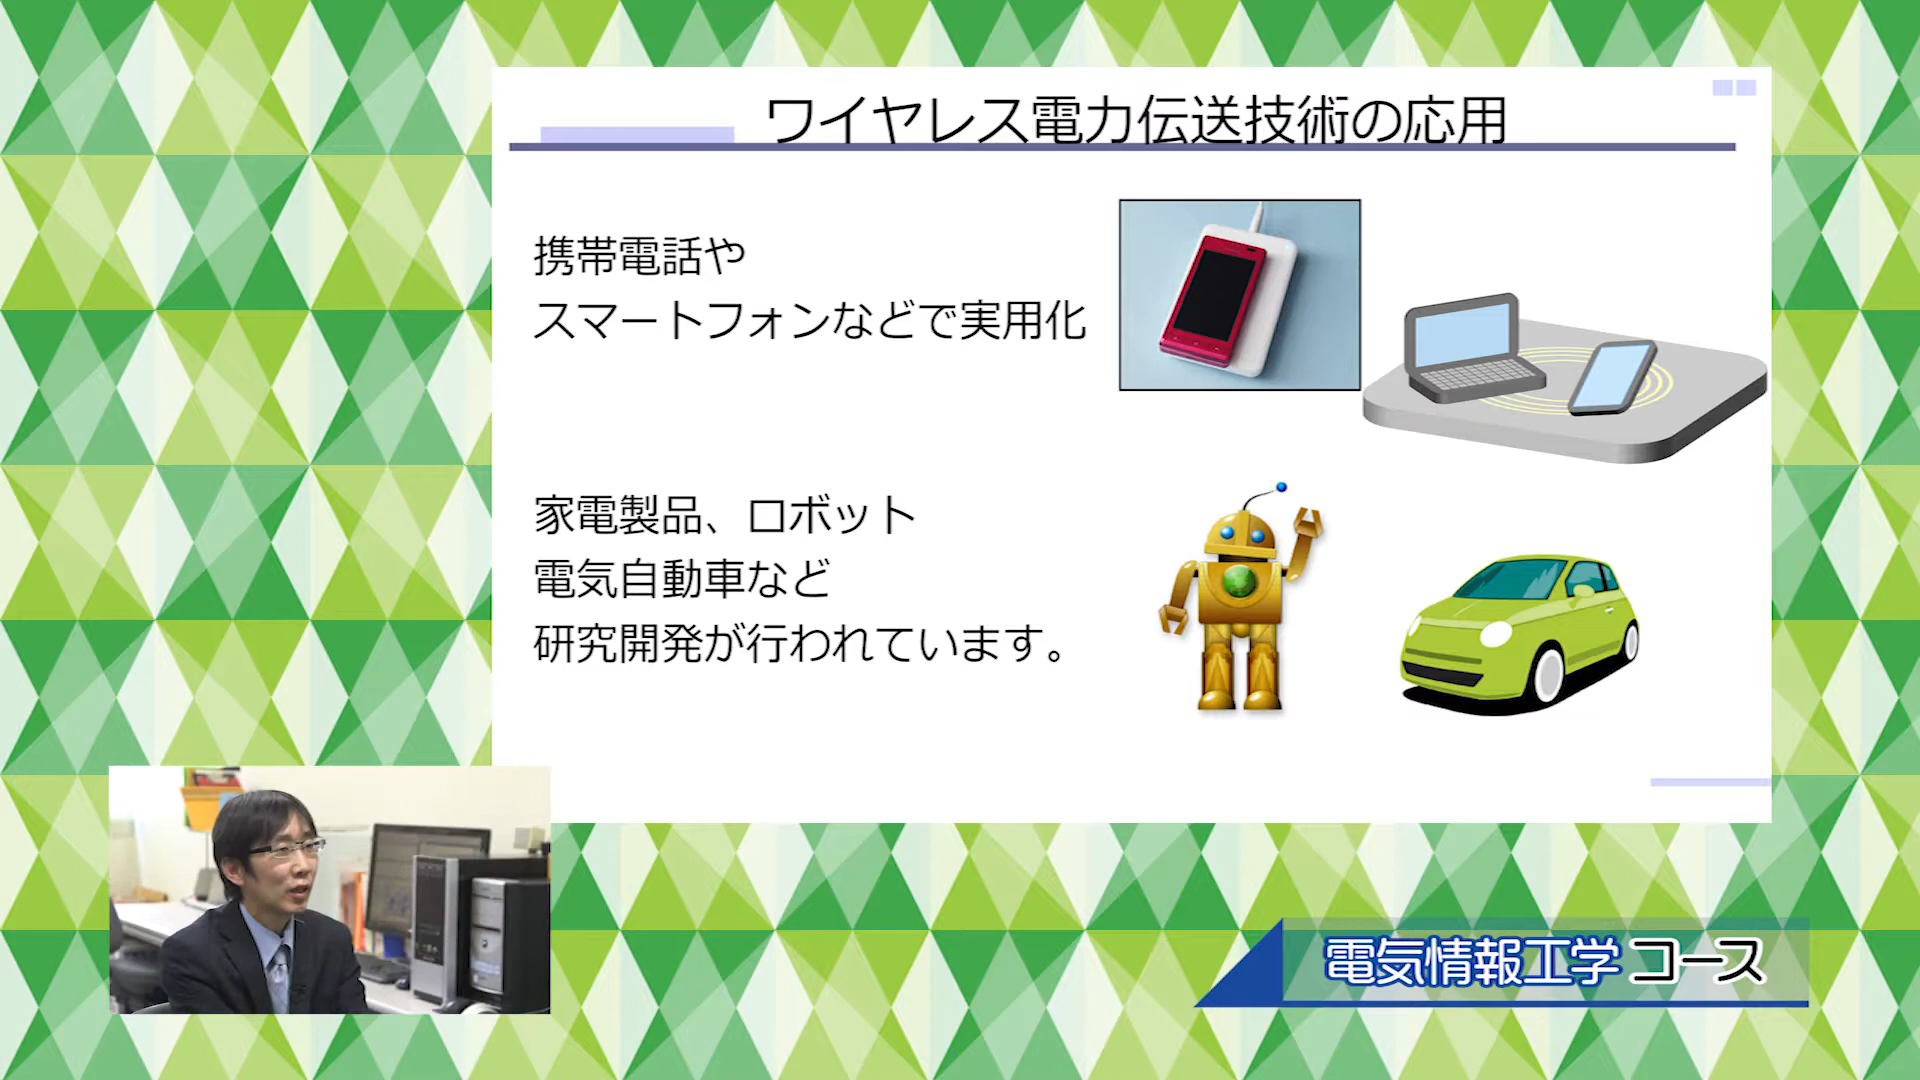 ワイヤレス電力伝送技術の応用
携帯電話や
スマートフォンなどで実用化
家電製品、ロボット
電気自動車など
研究開発が行われています。
電気情報工学コース